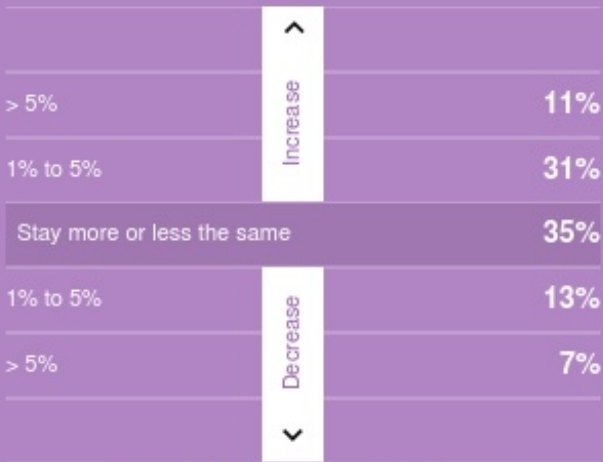 > 5% 11%
Increase
1% to 5% 31%
Stay more or less the same 35%
1% to 5% 13%
Decrease
> 5% 7%